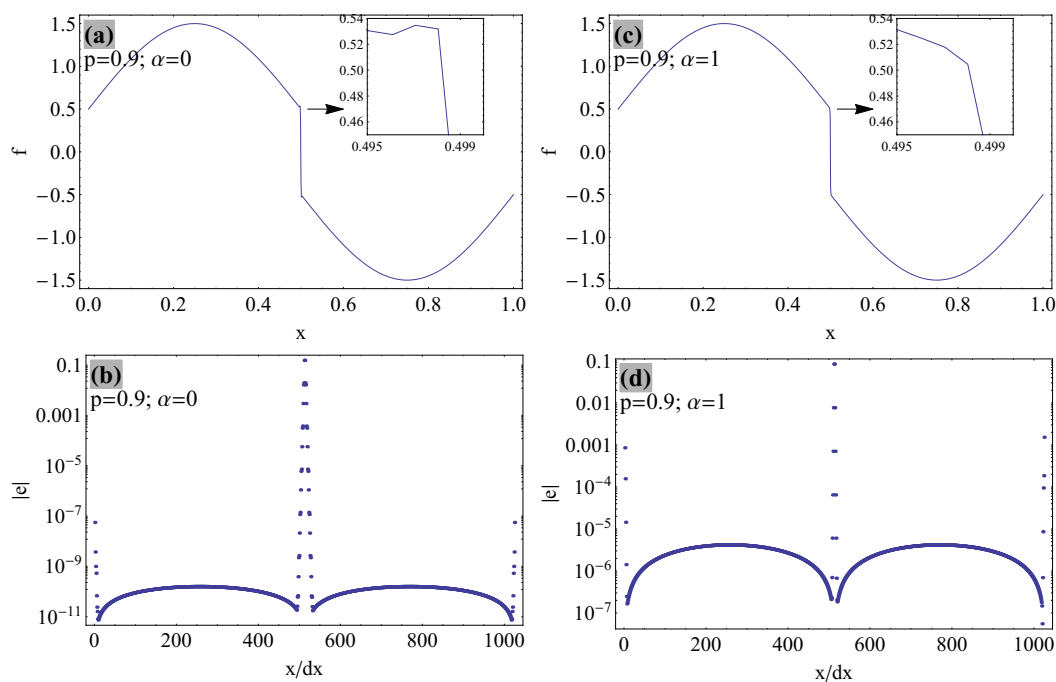 (a)
p=0.9; α=0
f
1.5
1.0
0.5
0.0
−0.5
−1.0
−1.5
0.0 0.2 0.4 0.6 0.8 1.0
x
0.54
0.52
0.50
0.48
0.46
0.495 0.499
(c)
p=0.9; α=1
f
1.5
1.0
0.5
0.0
−0.5
−1.0
−1.5
0.0 0.2 0.4 0.6 0.8 1.0
x
0.54
0.52
0.50
0.48
0.46
0.495 0.499
(b)
p=0.9; α=0
|e|
0.1
0.001
10⁻⁵
10⁻⁷
10⁻⁹
10⁻¹¹
0 200 400 600 800 1000
x/dx
(d)
p=0.9; α=1
|e|
0.1
0.01
0.001
10⁻⁴
10⁻⁵
10⁻⁶
10⁻⁷
0 200 400 600 800 1000
x/dx